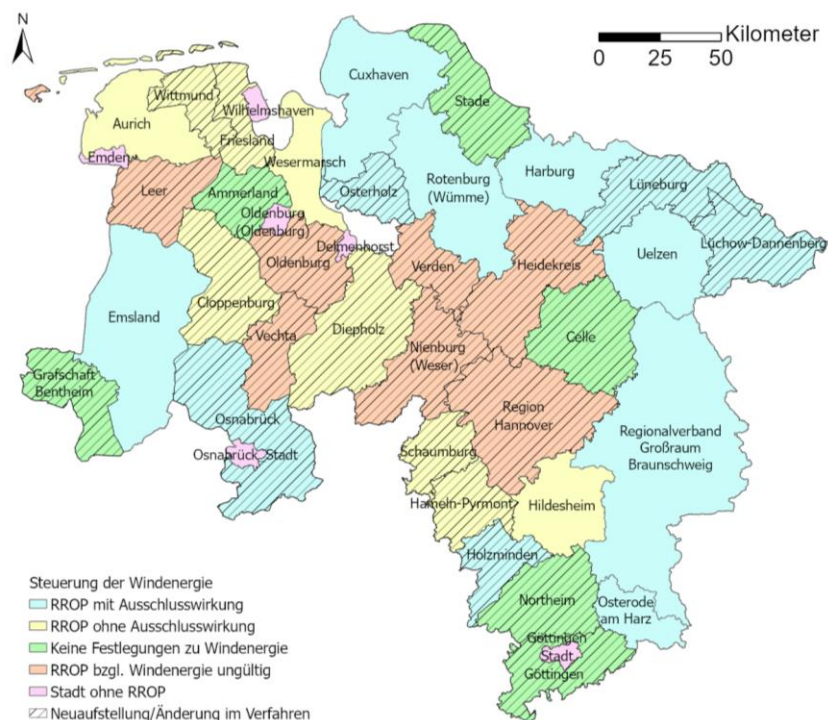 N
Kilometer
0 25 50
Cuxhaven
Stade
Wittmund
Wilhelmshaven
Aurich
Friesland
Emden
Wesermarsch
Harburg
Lüneburg
Leer
Ammerland
Osterholz
Rotenburg
(Wümme)
Oldenburg
(Oldenburg)
Delmenhorst
Lüchow-Dannenberg
Oldenburg
Verden
Heidekreis
Uelzen
Cloppenburg
Emsland
Vechta
Diepholz
Nienburg
(Weser)
Celle
Grafschaft
Bentheim
Osnabrück
Region
Hannover
Regionalverband
Großraum
Braunschweig
Schaumburg
Osnabrück Stadt
Hameln-Pyrmont
Hildesheim
Holzminden
Northeim
Osterode
am Harz
Göttingen
Stadt
Göttingen
Steuerung der Windenergie
RROP mit Ausschlusswirkung
RROP ohne Ausschlusswirkung
Keine Festlegungen zu Windenergie
RROP bzgl. Windenergie ungültig
Stadt ohne RROP
Neuaufstellung/Änderung im Verfahren